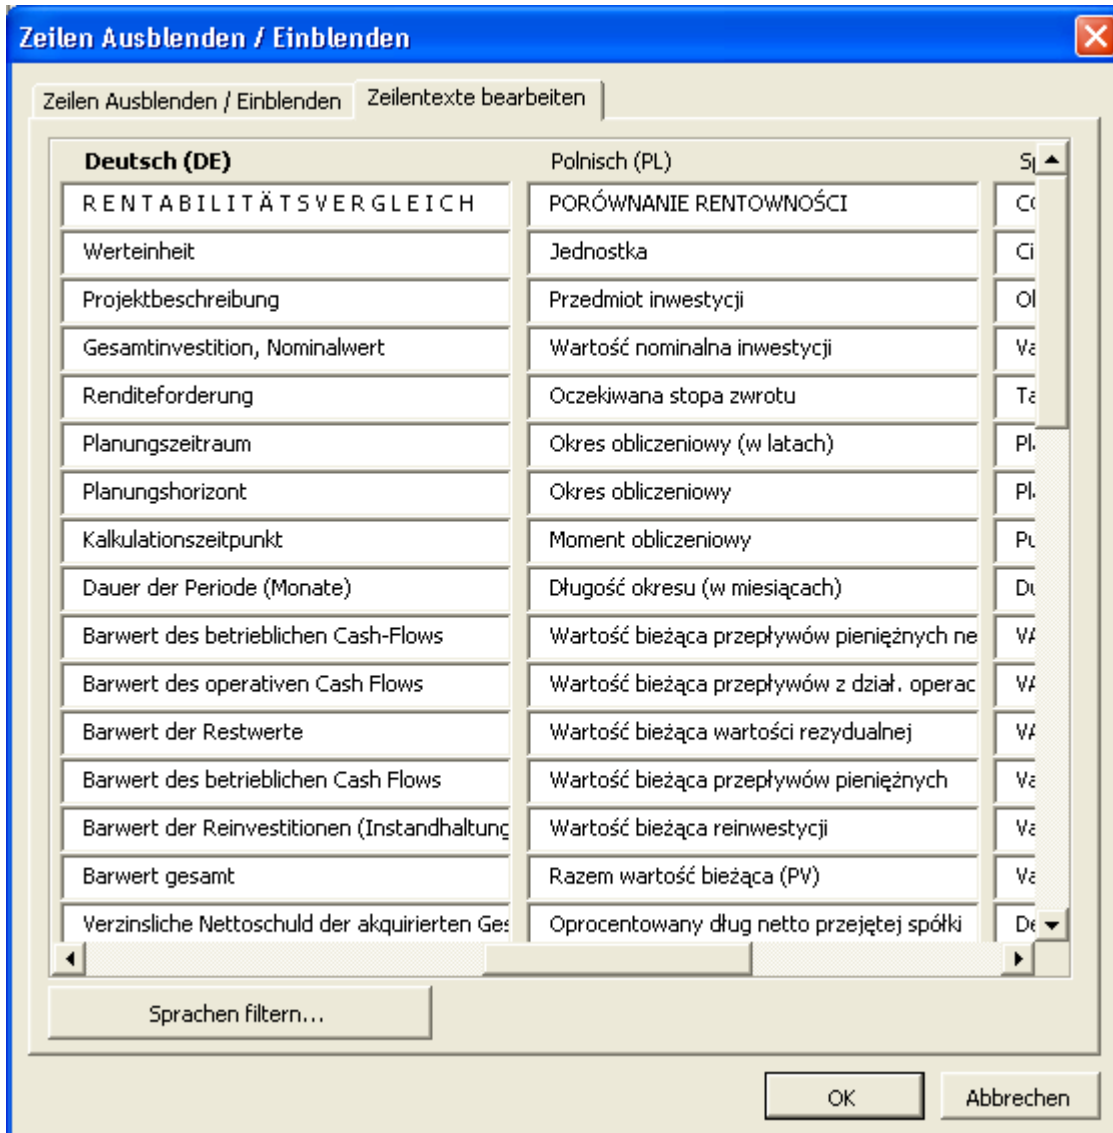 Zeilen Ausblenden / Einblenden
Zeilen Ausblenden / Einblenden Zeilentexte bearbeiten
Deutsch (DE) Polnisch (PL)
R E N T A B I L I T Ä T S V E R G L E I C H PORÓWNANIE RENTOWNOŚCI
Werteinheit Jednostka
Projektbeschreibung Przedmiot inwestycji
Gesamtinvestition, Nominalwert Wartość nominalna inwestycji
Renditeforderung Oczekiwana stopa zwrotu
Planungszeitraum Okres obliczeniowy (w latach)
Planungshorizont Okres obliczeniowy
Kalkulationszeitpunkt Moment obliczeniowy
Dauer der Periode (Monate) Długość okresu (w miesiącach)
Barwert des betrieblichen Cash-Flows Wartość bieżąca przepływów pieniężnych ne
Barwert des operativen Cash Flows Wartość bieżąca przepływów z dział. operac
Barwert der Restwerte Wartość bieżąca wartości rezydualnej
Barwert des betrieblichen Cash Flows Wartość bieżąca przepływów pieniężnych
Barwert der Reinvestitionen (Instandhaltung Wartość bieżąca reinwestycji
Barwert gesamt Razem wartość bieżąca (PV)
Verzinsliche Nettoschuld der akquirierten Ges Oprocentowany dług netto przejętej spółki
Sprachen filtern...
OK Abbrechen